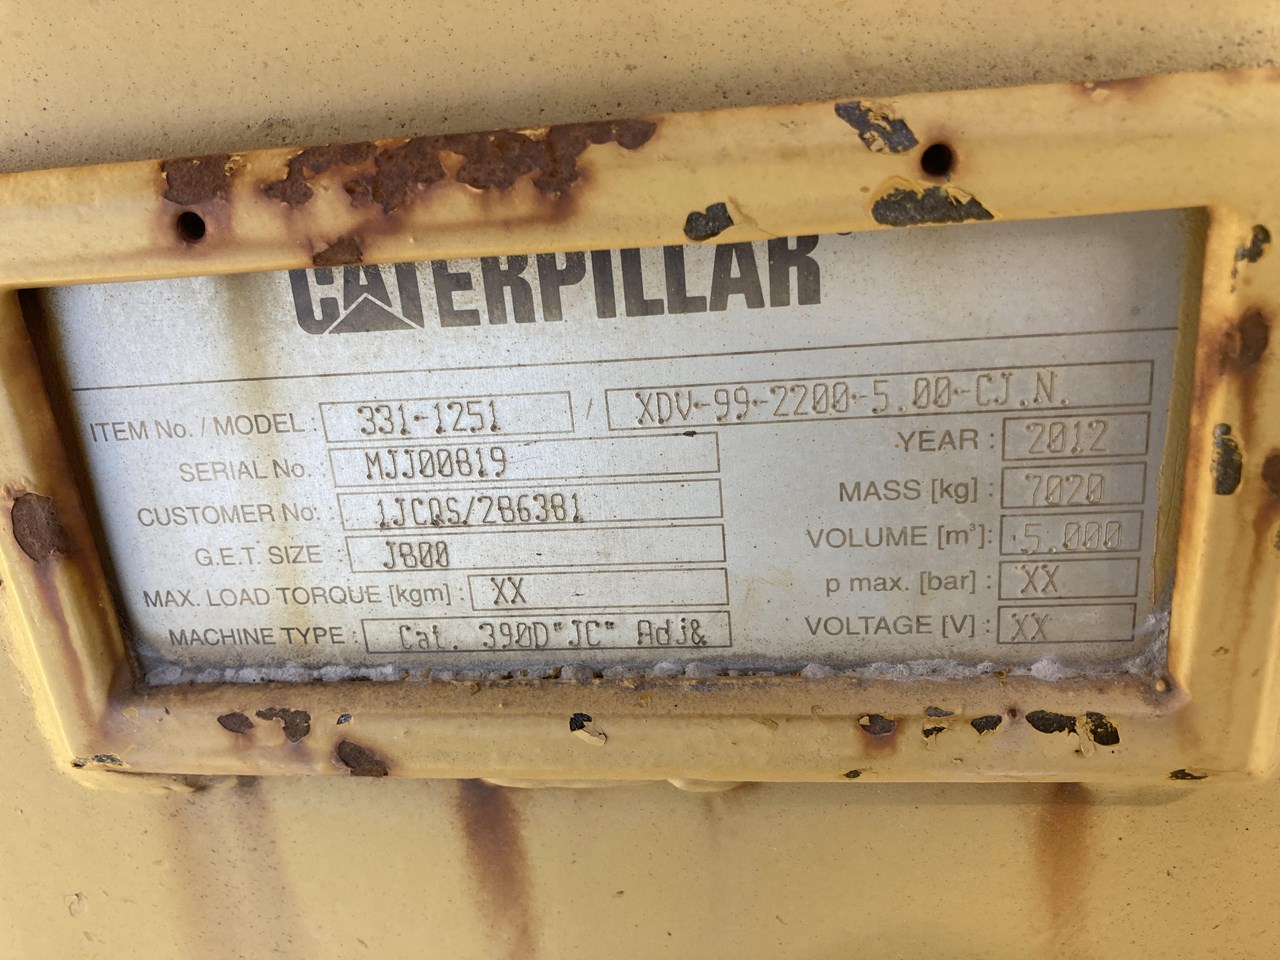 CATERPILLAR
ITEM No. / MODEL : 331-1251 / XDV-99-2200-5.00-CJ.N.
SERIAL No. : MJJ00819
YEAR : 2012
CUSTOMER No: 1JCQS/286381
MASS [kg] : 7020
G.E.T. SIZE : J800
VOLUME [m³]: 5.000
MAX. LOAD TORQUE [kgm] : XX
p max. [bar] : XX
MACHINE TYPE : Cat. 390D"JC" Adj&
VOLTAGE [V] : XX